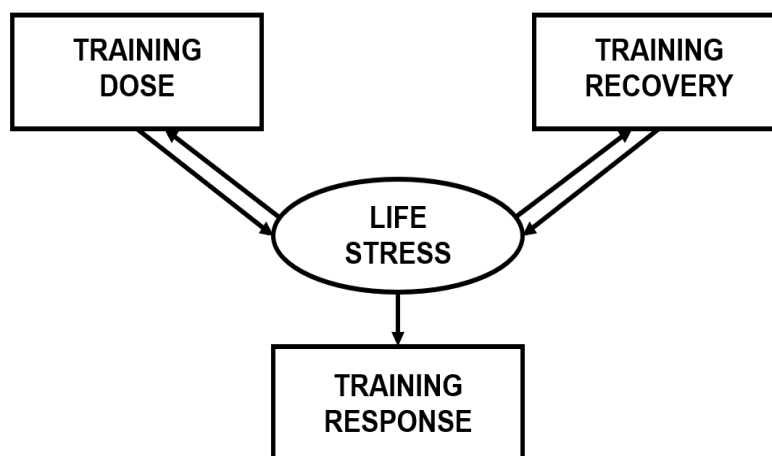 TRAINING
DOSE
TRAINING
RECOVERY
LIFE
STRESS
TRAINING
RESPONSE